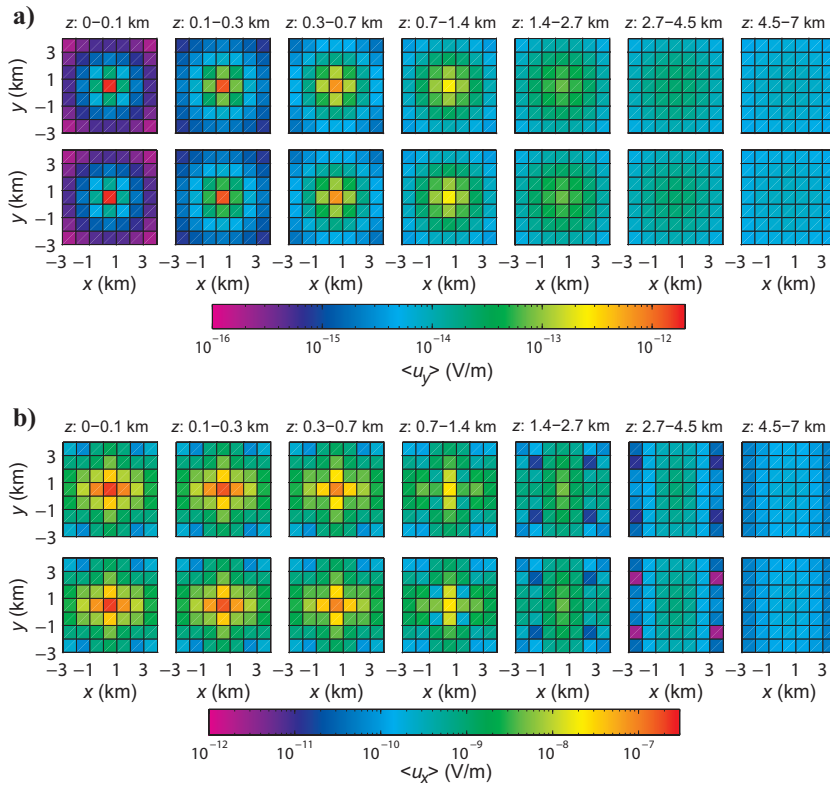 a)
z: 0–0.1 km z: 0.1–0.3 km z: 0.3–0.7 km z: 0.7–1.4 km z: 1.4–2.7 km z: 2.7–4.5 km z: 4.5–7 km
y (km) 3 1 −1 −3
y (km) 3 1 −1 −3
−3 −1 1 3 −3 −1 1 3 −3 −1 1 3 −3 −1 1 3 −3 −1 1 3 −3 −1 1 3 −3 −1 1 3
x (km) x (km) x (km) x (km) x (km) x (km) x (km)
10⁻¹⁶ 10⁻¹⁵ 10⁻¹⁴ 10⁻¹³ 10⁻¹²
<u_y> (V/m)
b)
z: 0–0.1 km z: 0.1–0.3 km z: 0.3–0.7 km z: 0.7–1.4 km z: 1.4–2.7 km z: 2.7–4.5 km z: 4.5–7 km
y (km) 3 1 −1 −3
y (km) 3 1 −1 −3
−3 −1 1 3 −3 −1 1 3 −3 −1 1 3 −3 −1 1 3 −3 −1 1 3 −3 −1 1 3 −3 −1 1 3
x (km) x (km) x (km) x (km) x (km) x (km) x (km)
10⁻¹² 10⁻¹¹ 10⁻¹⁰ 10⁻⁹ 10⁻⁸ 10⁻⁷
<u_x> (V/m)